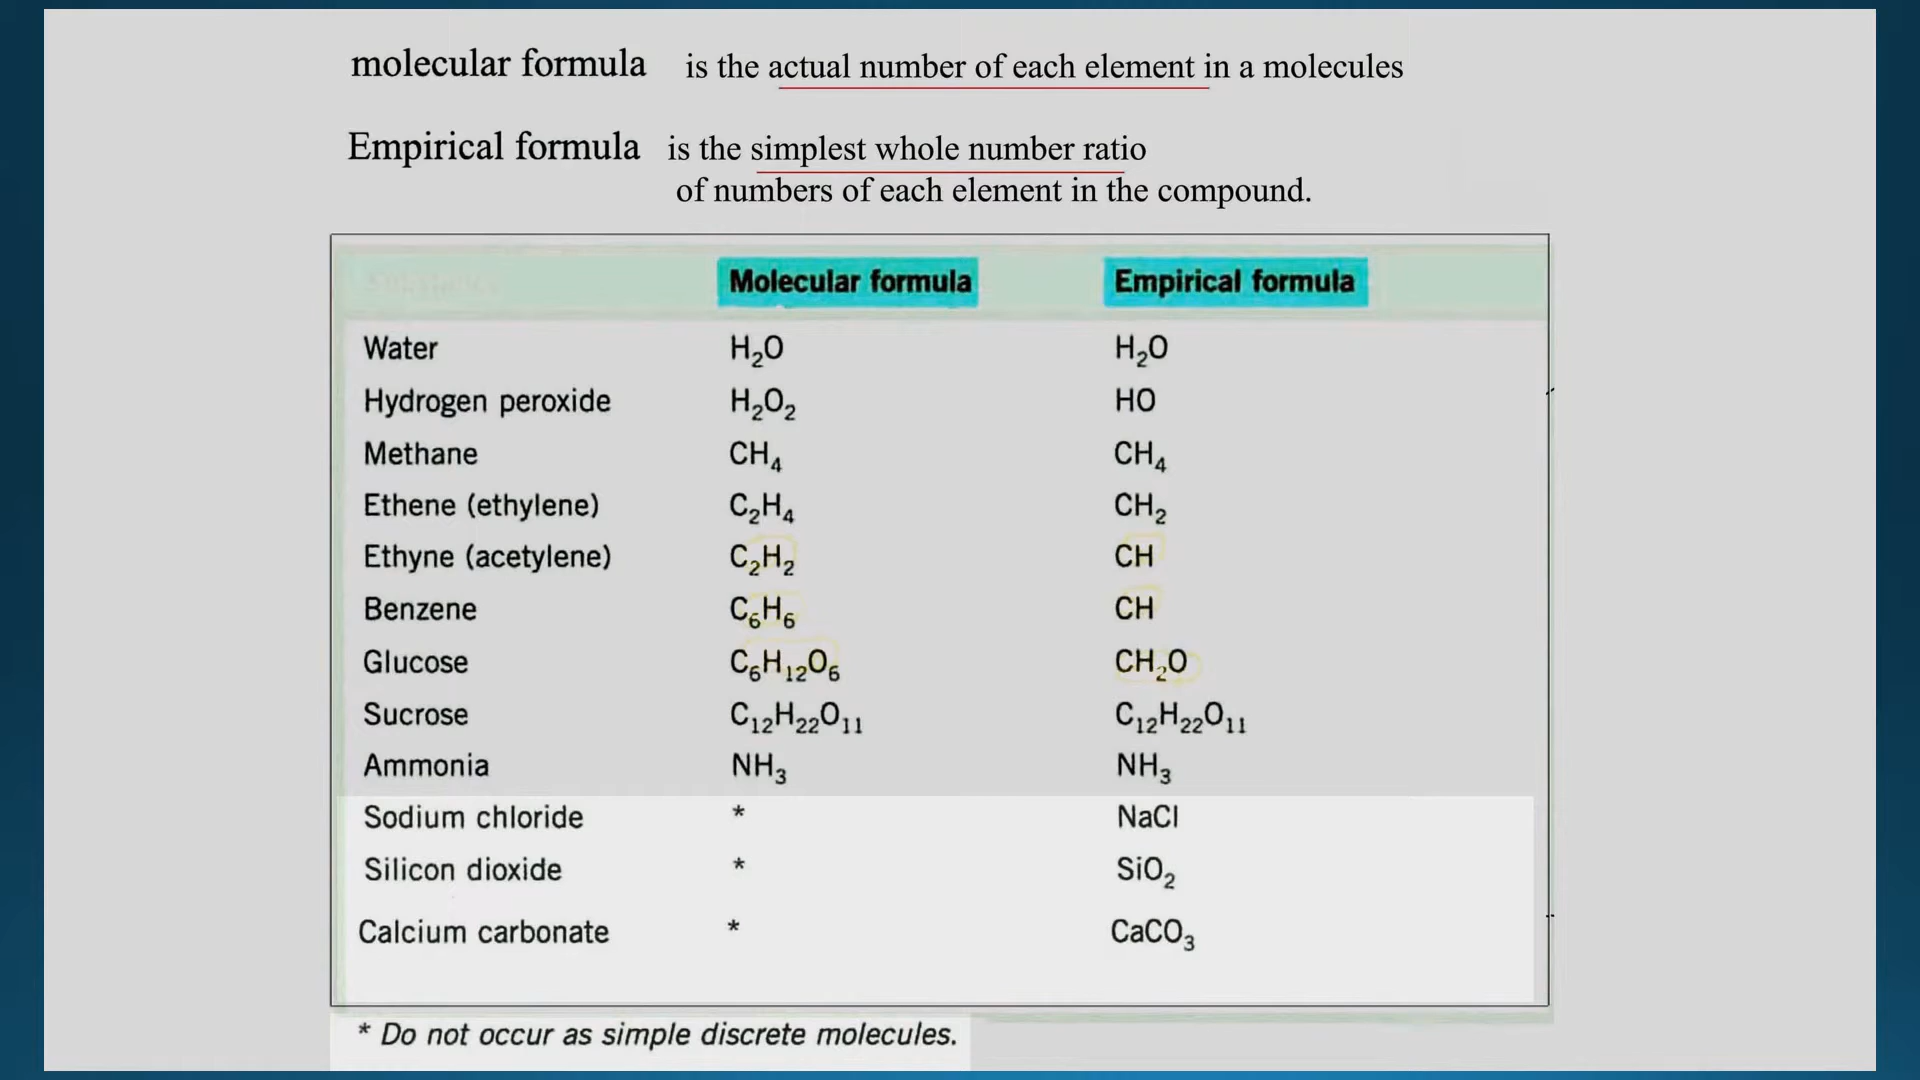 molecular formula is the actual number of each element in a molecules
Empirical formula is the simplest whole number ratio
of numbers of each element in the compound.
Substance Molecular formula Empirical formula
Water H₂O H₂O
Hydrogen peroxide H₂O₂ HO
Methane CH₄ CH₄
Ethene (ethylene) C₂H₄ CH₂
Ethyne (acetylene) C₂H₂ CH
Benzene C₆H₆ CH
Glucose C₆H₁₂O₆ CH₂O
Sucrose C₁₂H₂₂O₁₁ C₁₂H₂₂O₁₁
Ammonia NH₃ NH₃
Sodium chloride * NaCl
Silicon dioxide * SiO₂
Calcium carbonate * CaCO₃
* Do not occur as simple discrete molecules.